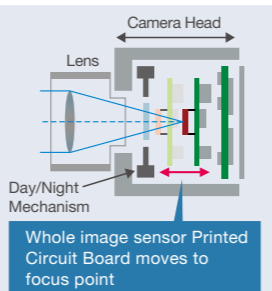 Camera Head
Lens
Day/Night
Mechanism
Whole image sensor Printed
Circuit Board moves to
focus point